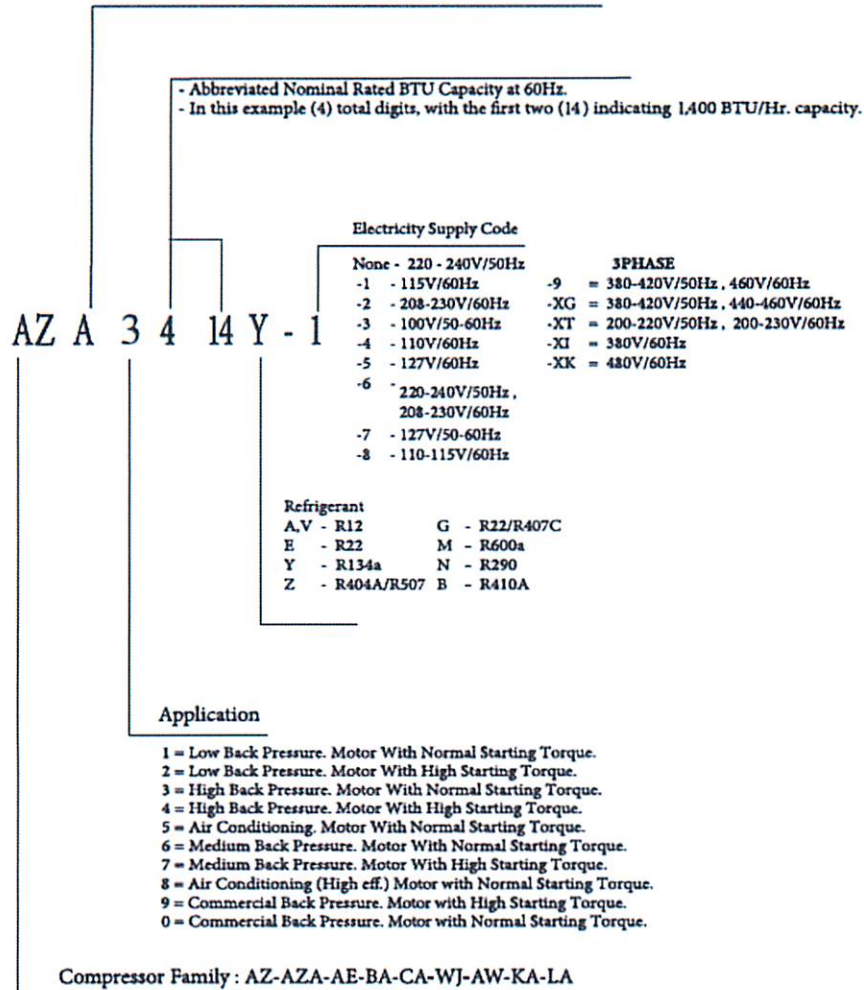 - Abbreviated Nominal Rated BTU Capacity at 60Hz.
- In this example (4) total digits, with the first two (14) indicating 1,400 BTU/Hr. capacity.
Electricity Supply Code
None - 220 - 240V/50Hz 3PHASE
-1 - 115V/60Hz -9 = 380-420V/50Hz , 460V/60Hz
-2 - 208-230V/60Hz -XG = 380-420V/50Hz, 440-460V/60Hz
-3 - 100V/50-60Hz -XT = 200-220V/50Hz , 200-230V/60Hz
AZ A 3 4 14 Y - 1
-4 - 110V/60Hz -XI = 380V/60Hz
-5 - 127V/60Hz -XK = 480V/60Hz
-6 - 220-240V/50Hz ,
208-230V/60Hz
-7 - 127V/50-60Hz
-8 - 110-115V/60Hz
Refrigerant
A,V - R12 G - R22/R407C
E - R22 M - R600a
Y - R134a N - R290
Z - R404A/R507 B - R410A
Application
1 = Low Back Pressure. Motor With Normal Starting Torque.
2 = Low Back Pressure. Motor With High Starting Torque.
3 = High Back Pressure. Motor With Normal Starting Torque.
4 = High Back Pressure. Motor With High Starting Torque.
5 = Air Conditioning. Motor With Normal Starting Torque.
6 = Medium Back Pressure. Motor With Normal Starting Torque.
7 = Medium Back Pressure. Motor With High Starting Torque.
8 = Air Conditioning (High eff.) Motor with Normal Starting Torque.
9 = Commercial Back Pressure. Motor with High Starting Torque.
0 = Commercial Back Pressure. Motor with Normal Starting Torque.
Compressor Family : AZ-AZA-AE-BA-CA-WJ-AW-KA-LA